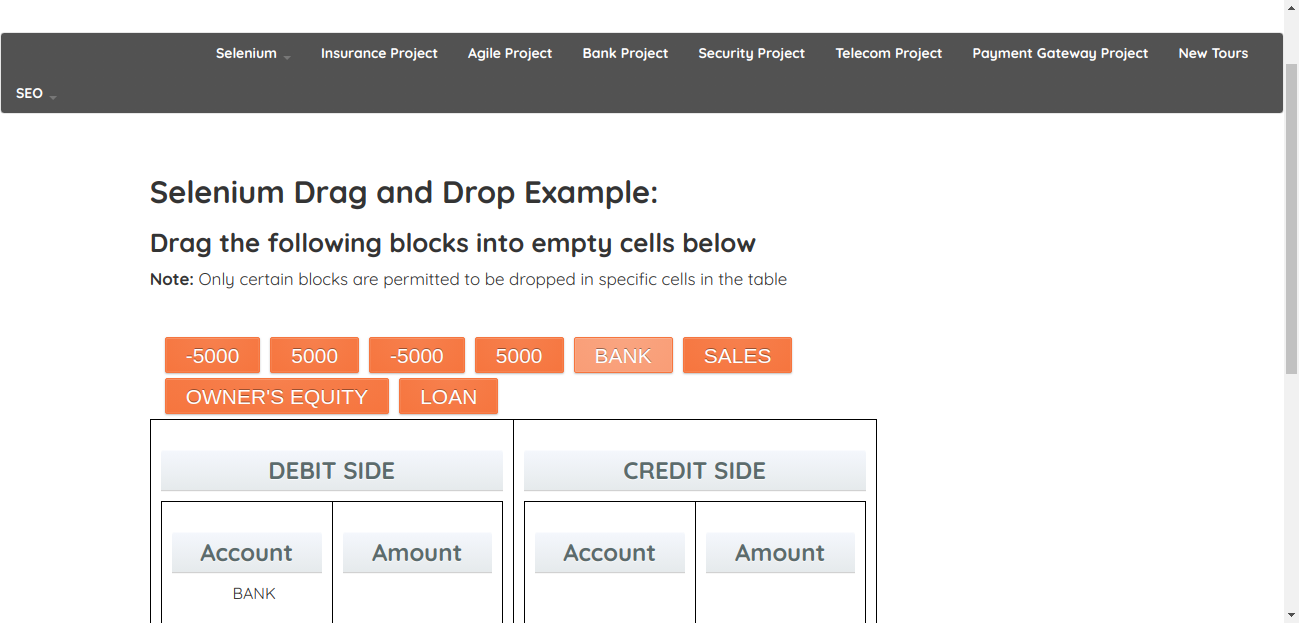 Selenium Insurance Project Agile Project Bank Project Security Project Telecom Project Payment Gateway Project New Tours
SEO
Selenium Drag and Drop Example:
Drag the following blocks into empty cells below
Note: Only certain blocks are permitted to be dropped in specific cells in the table
-5000 5000 -5000 5000 BANK SALES
OWNER'S EQUITY LOAN
DEBIT SIDE CREDIT SIDE
Account Amount Account Amount
BANK